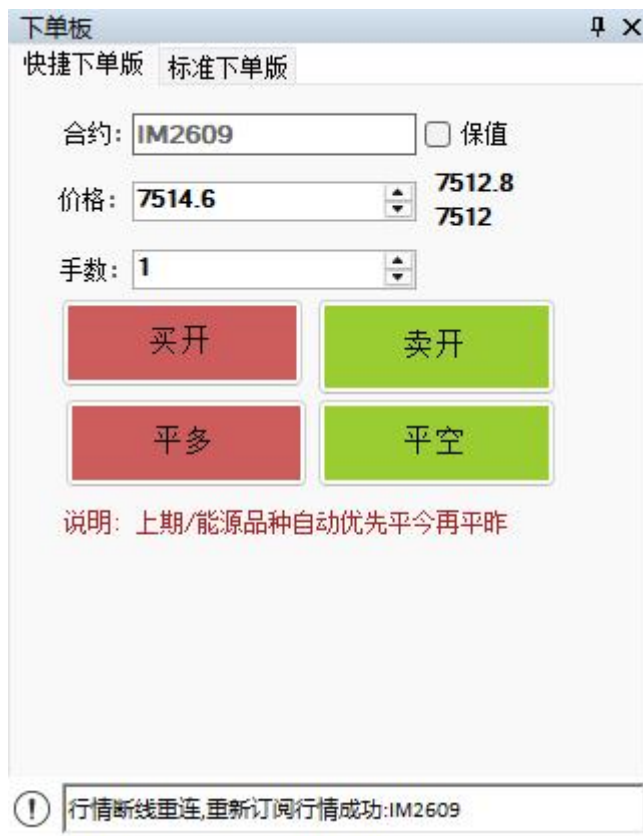 下单板
快捷下单版 标准下单版
合约: IM2609 保值
价格: 7514.6 7512.8
7512
手数: 1
买开 卖开
平多 平空
说明: 上期/能源品种自动优先平今再平昨
行情断线重连,重新订阅行情成功:IM2609